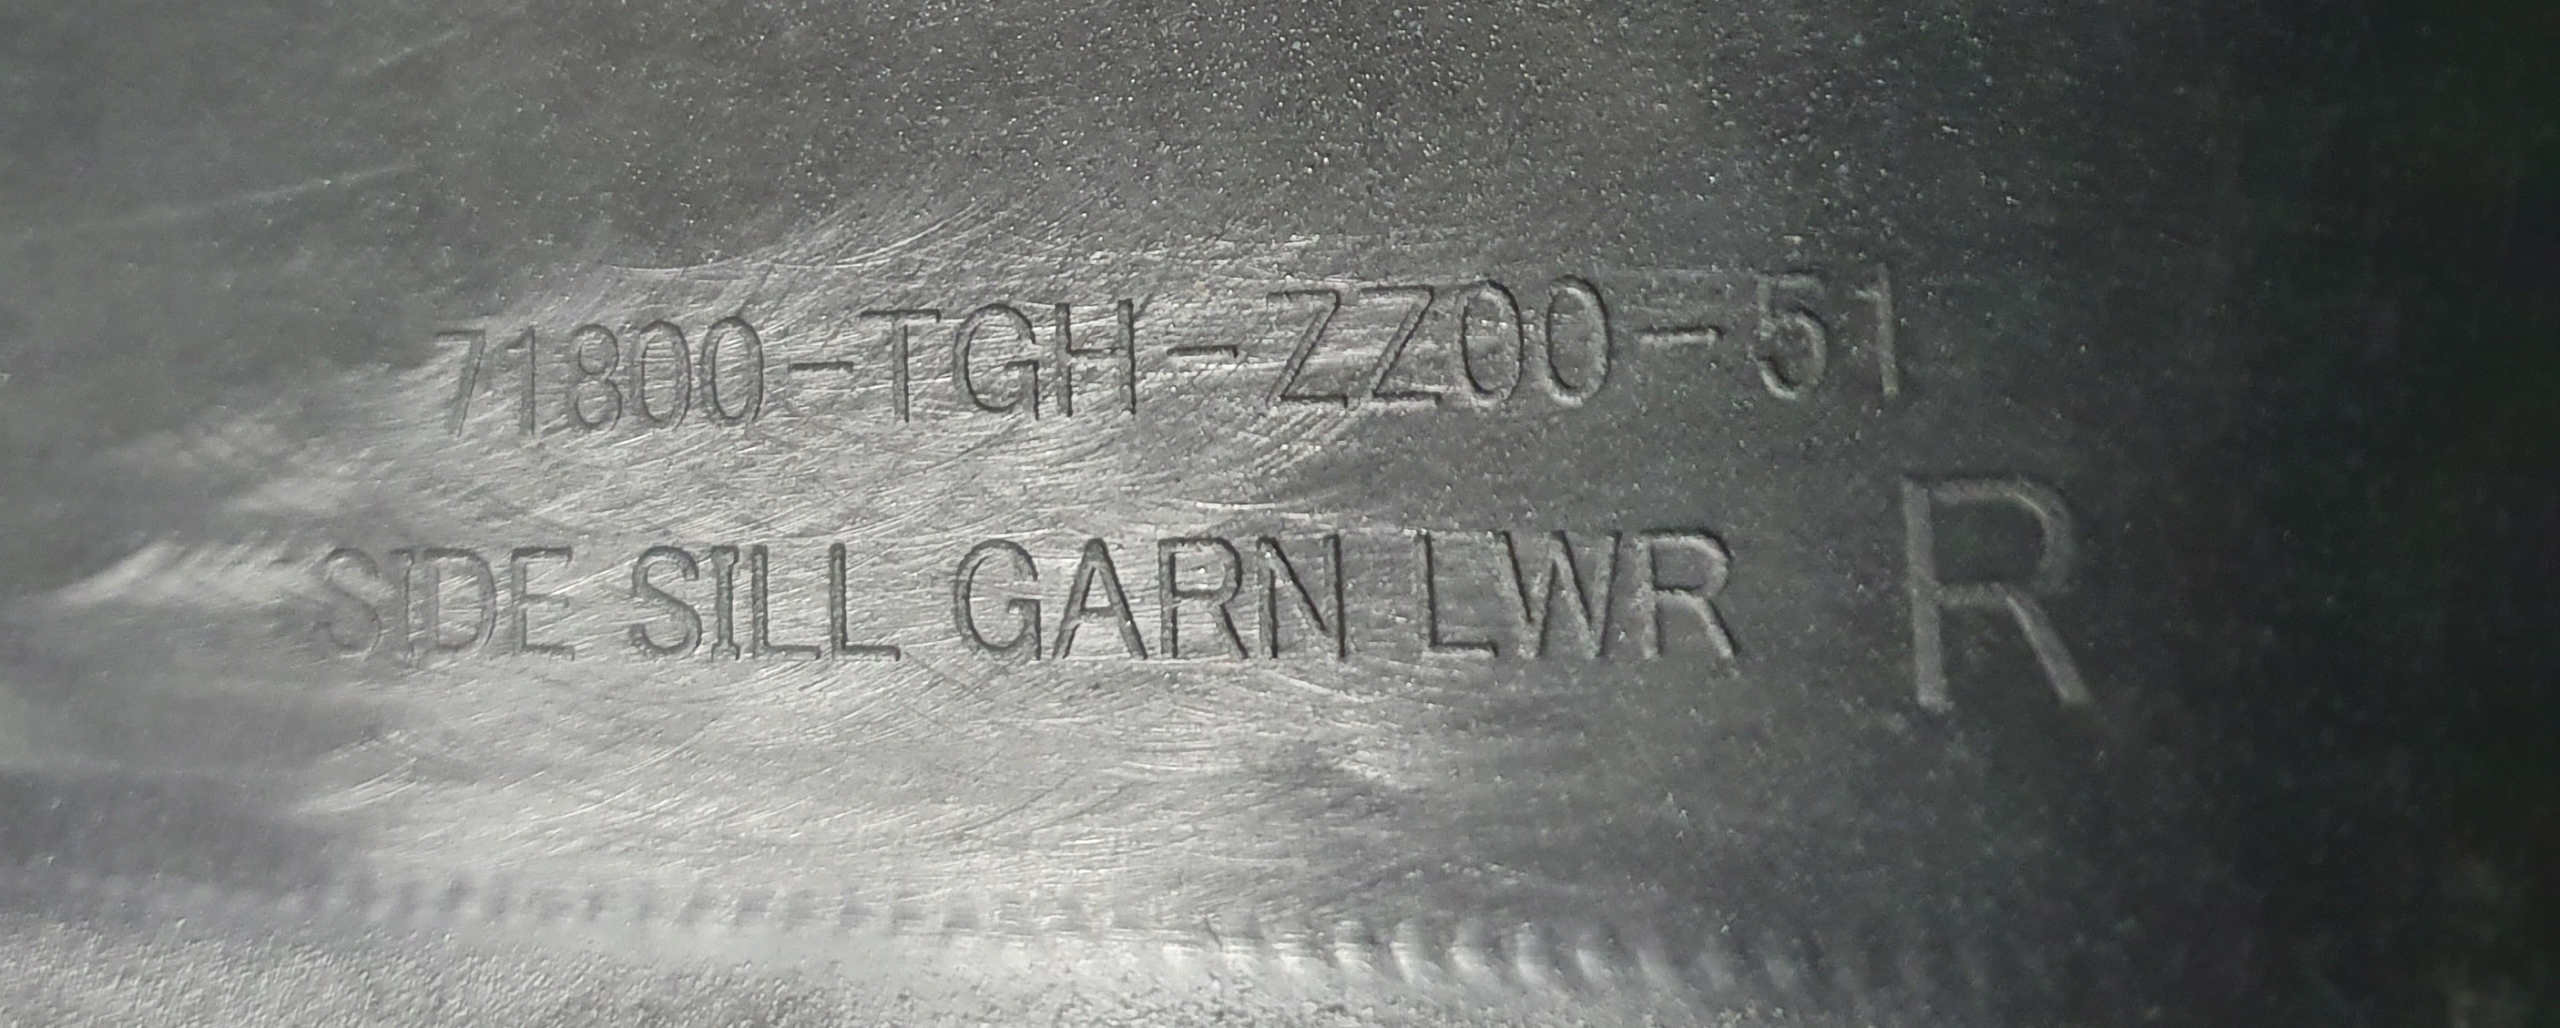 71800-TGH-ZZ00-51
SIDE SILL GARN LWR R